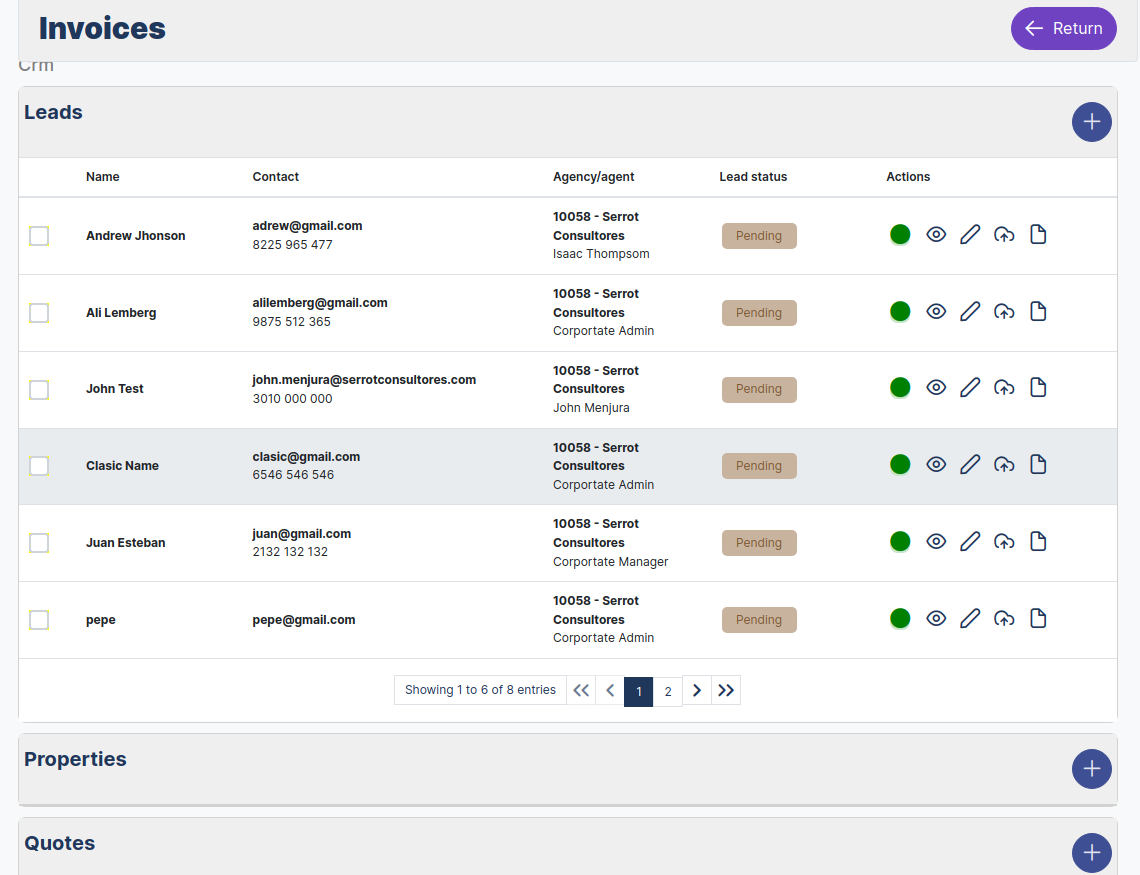 Invoices
Return
Crm
Leads
Name Contact Agency/agent Lead status Actions
Andrew Jhonson
adrew@gmail.com
8225 965 477
10058 - Serrot
Consultores
Isaac Thompsom
Pending
Ali Lemberg
alilemberg@gmail.com
9875 512 365
10058 - Serrot
Consultores
Corportate Admin
Pending
John Test
john.menjura@serrotconsultores.com
3010 000 000
10058 - Serrot
Consultores
John Menjura
Pending
Clasic Name
clasic@gmail.com
6546 546 546
10058 - Serrot
Consultores
Corportate Admin
Pending
Juan Esteban
juan@gmail.com
2132 132 132
10058 - Serrot
Consultores
Corportate Manager
Pending
pepe
pepe@gmail.com
10058 - Serrot
Consultores
Corportate Admin
Pending
Showing 1 to 6 of 8 entries 1 2
Properties
Quotes